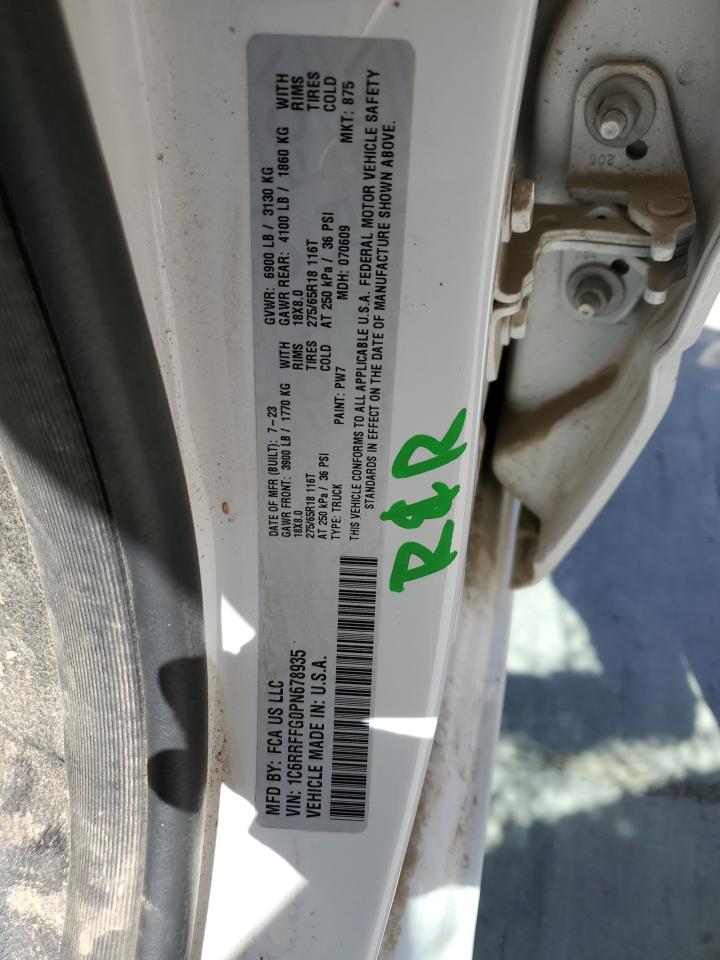 MFD BY: FCA US LLC
VIN: 1C6RRFFG0PN678935
VEHICLE MADE IN: U.S.A.
DATE OF MFR (BUILT): 7-23 GVWR: 6900 LB / 3130 KG
GAWR FRONT: 3900 LB / 1770 KG WITH GAWR REAR: 4100 LB / 1860 KG WITH
18X8.0 RIMS 18X8.0 RIMS
275/65R18 116T TIRES 275/65R18 116T TIRES
AT 250 kPa / 36 PSI COLD AT 250 kPa / 36 PSI COLD
TYPE: TRUCK PAINT: PW7 MDH: 070609 MKT: 875
THIS VEHICLE CONFORMS TO ALL APPLICABLE U.S.A. FEDERAL MOTOR VEHICLE SAFETY
STANDARDS IN EFFECT ON THE DATE OF MANUFACTURE SHOWN ABOVE.
R&R
206
204